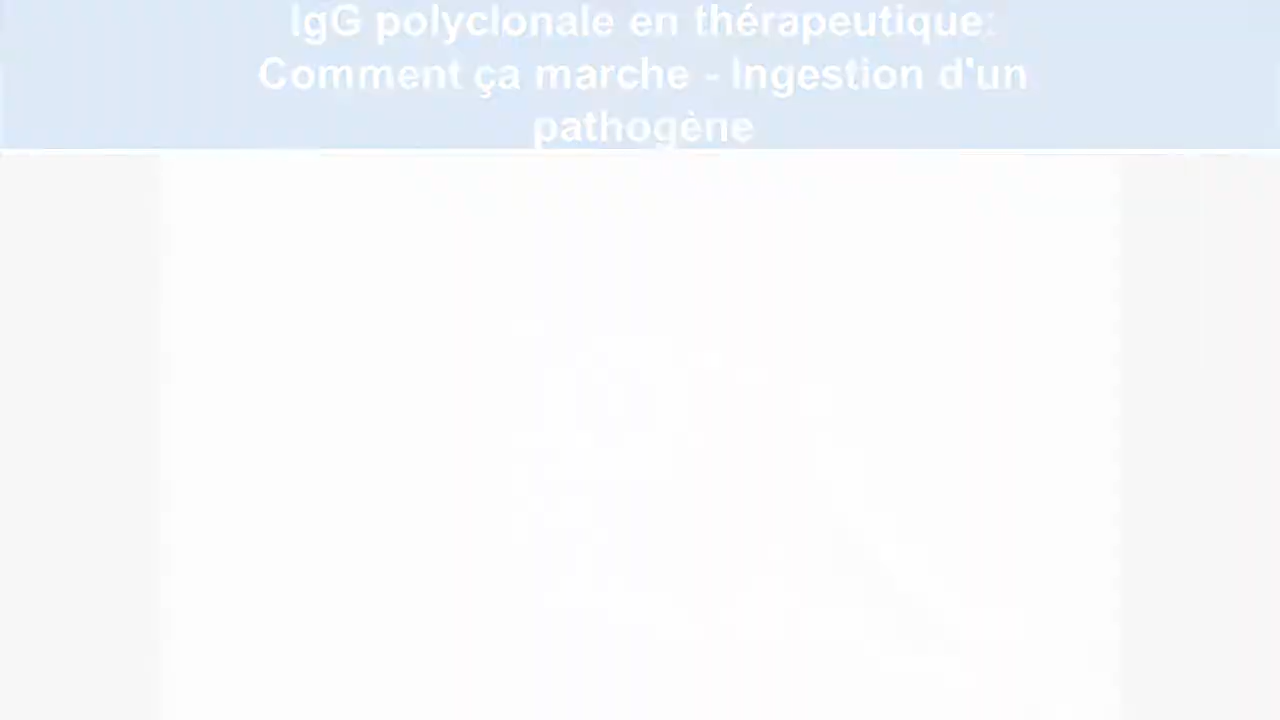 IgG polyclonale en thérapeutique:
Comment ça marche - Ingestion d'un
pathogène